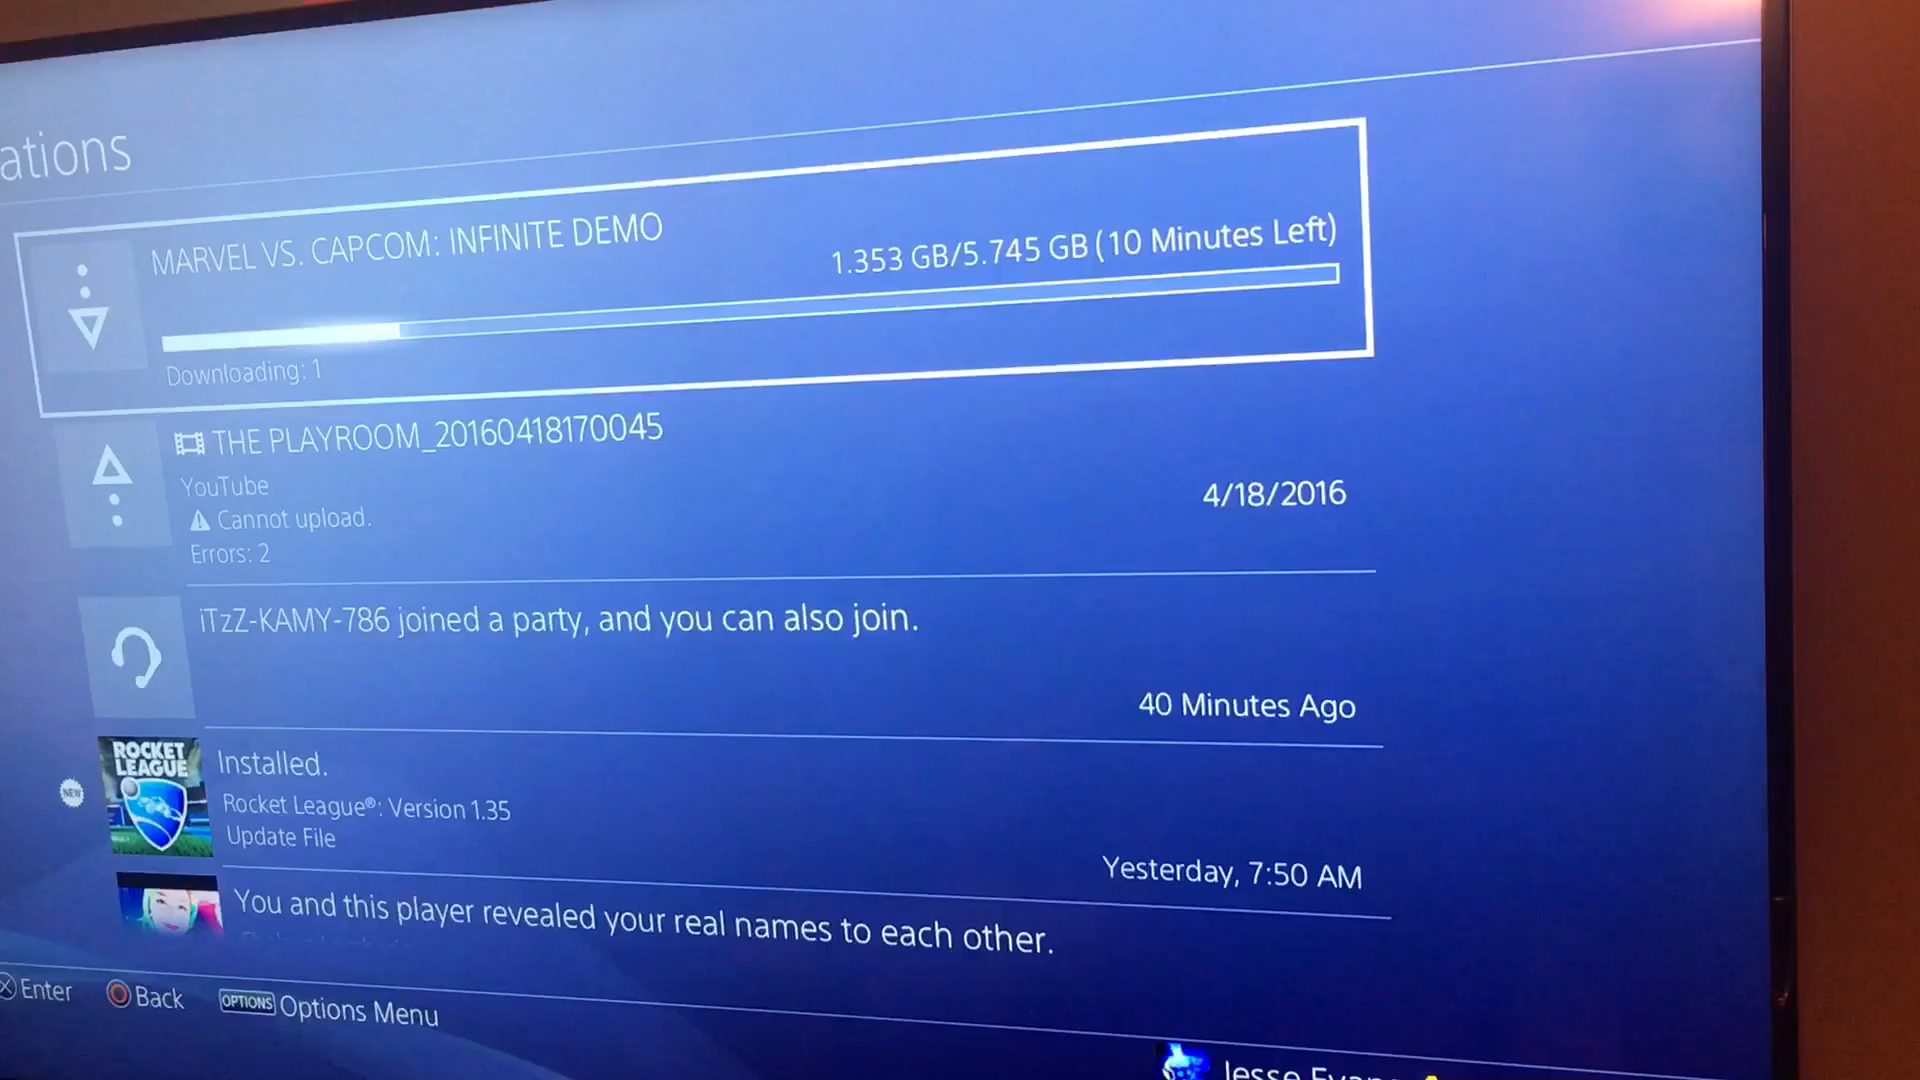 ations
MARVEL VS. CAPCOM: INFINITE DEMO
1.353 GB/5.745 GB (10 Minutes Left)
Downloading: 1
THE PLAYROOM_20160418170045
YouTube
Cannot upload.
Errors: 2
4/18/2016
iTzZ-KAMY-786 joined a party, and you can also join.
40 Minutes Ago
ROCKET
LEAGUE
NEW
Installed.
Rocket League®: Version 1.35
Update File
Yesterday, 7:50 AM
You and this player revealed your real names to each other.
Enter
Back
OPTIONS Options Menu
Jesse